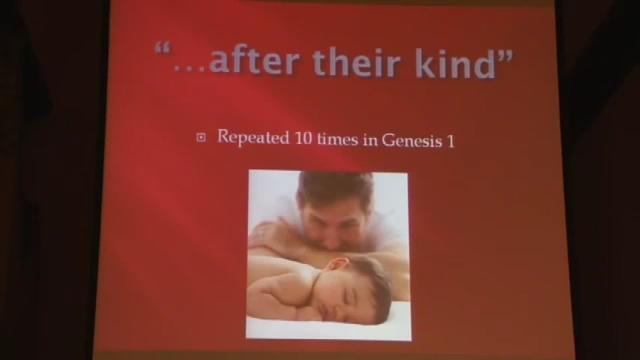 “...after their kind”
Repeated 10 times in Genesis 1